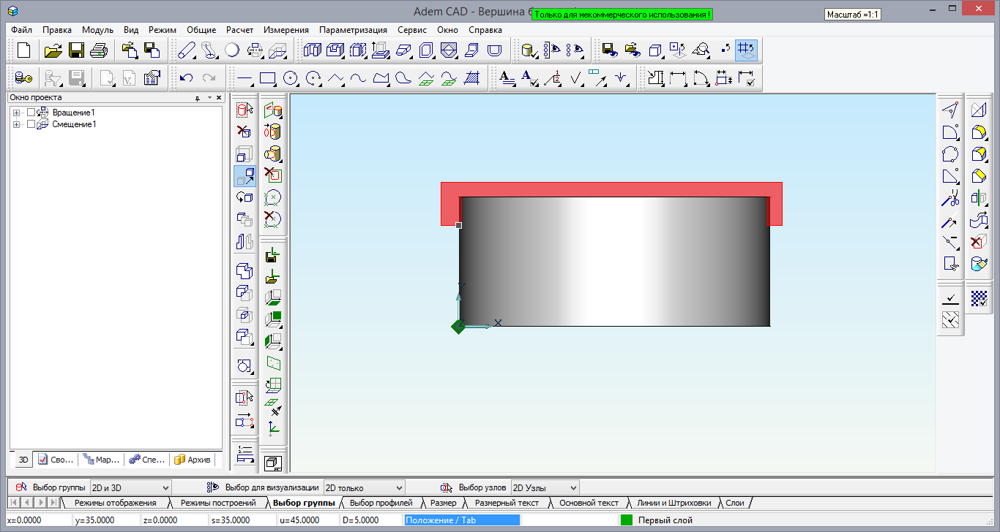 Adem CAD - Вершина
Только для некоммерческого использования !
Масштаб =1:1
Файл Правка Модуль Вид Режим Общие Расчет Измерения Параметризация Сервис Окно Справка
Окно проекта
Вращение1
Смещение1
X
3D Сво... Мар... Спе... Архив
Выбор группы 2D и 3D Выбор для визуализации 2D только Выбор узлов 2D Узлы
Режимы отображения Режимы построений Выбор группы Выбор профилей Размер Размерный текст Основной текст Линии и Штриховки Слои
x=0.0000 y=35.0000 z=0.0000 s=35.0000 u=45.0000 D=5.0000 Положение / Tab Первый слой